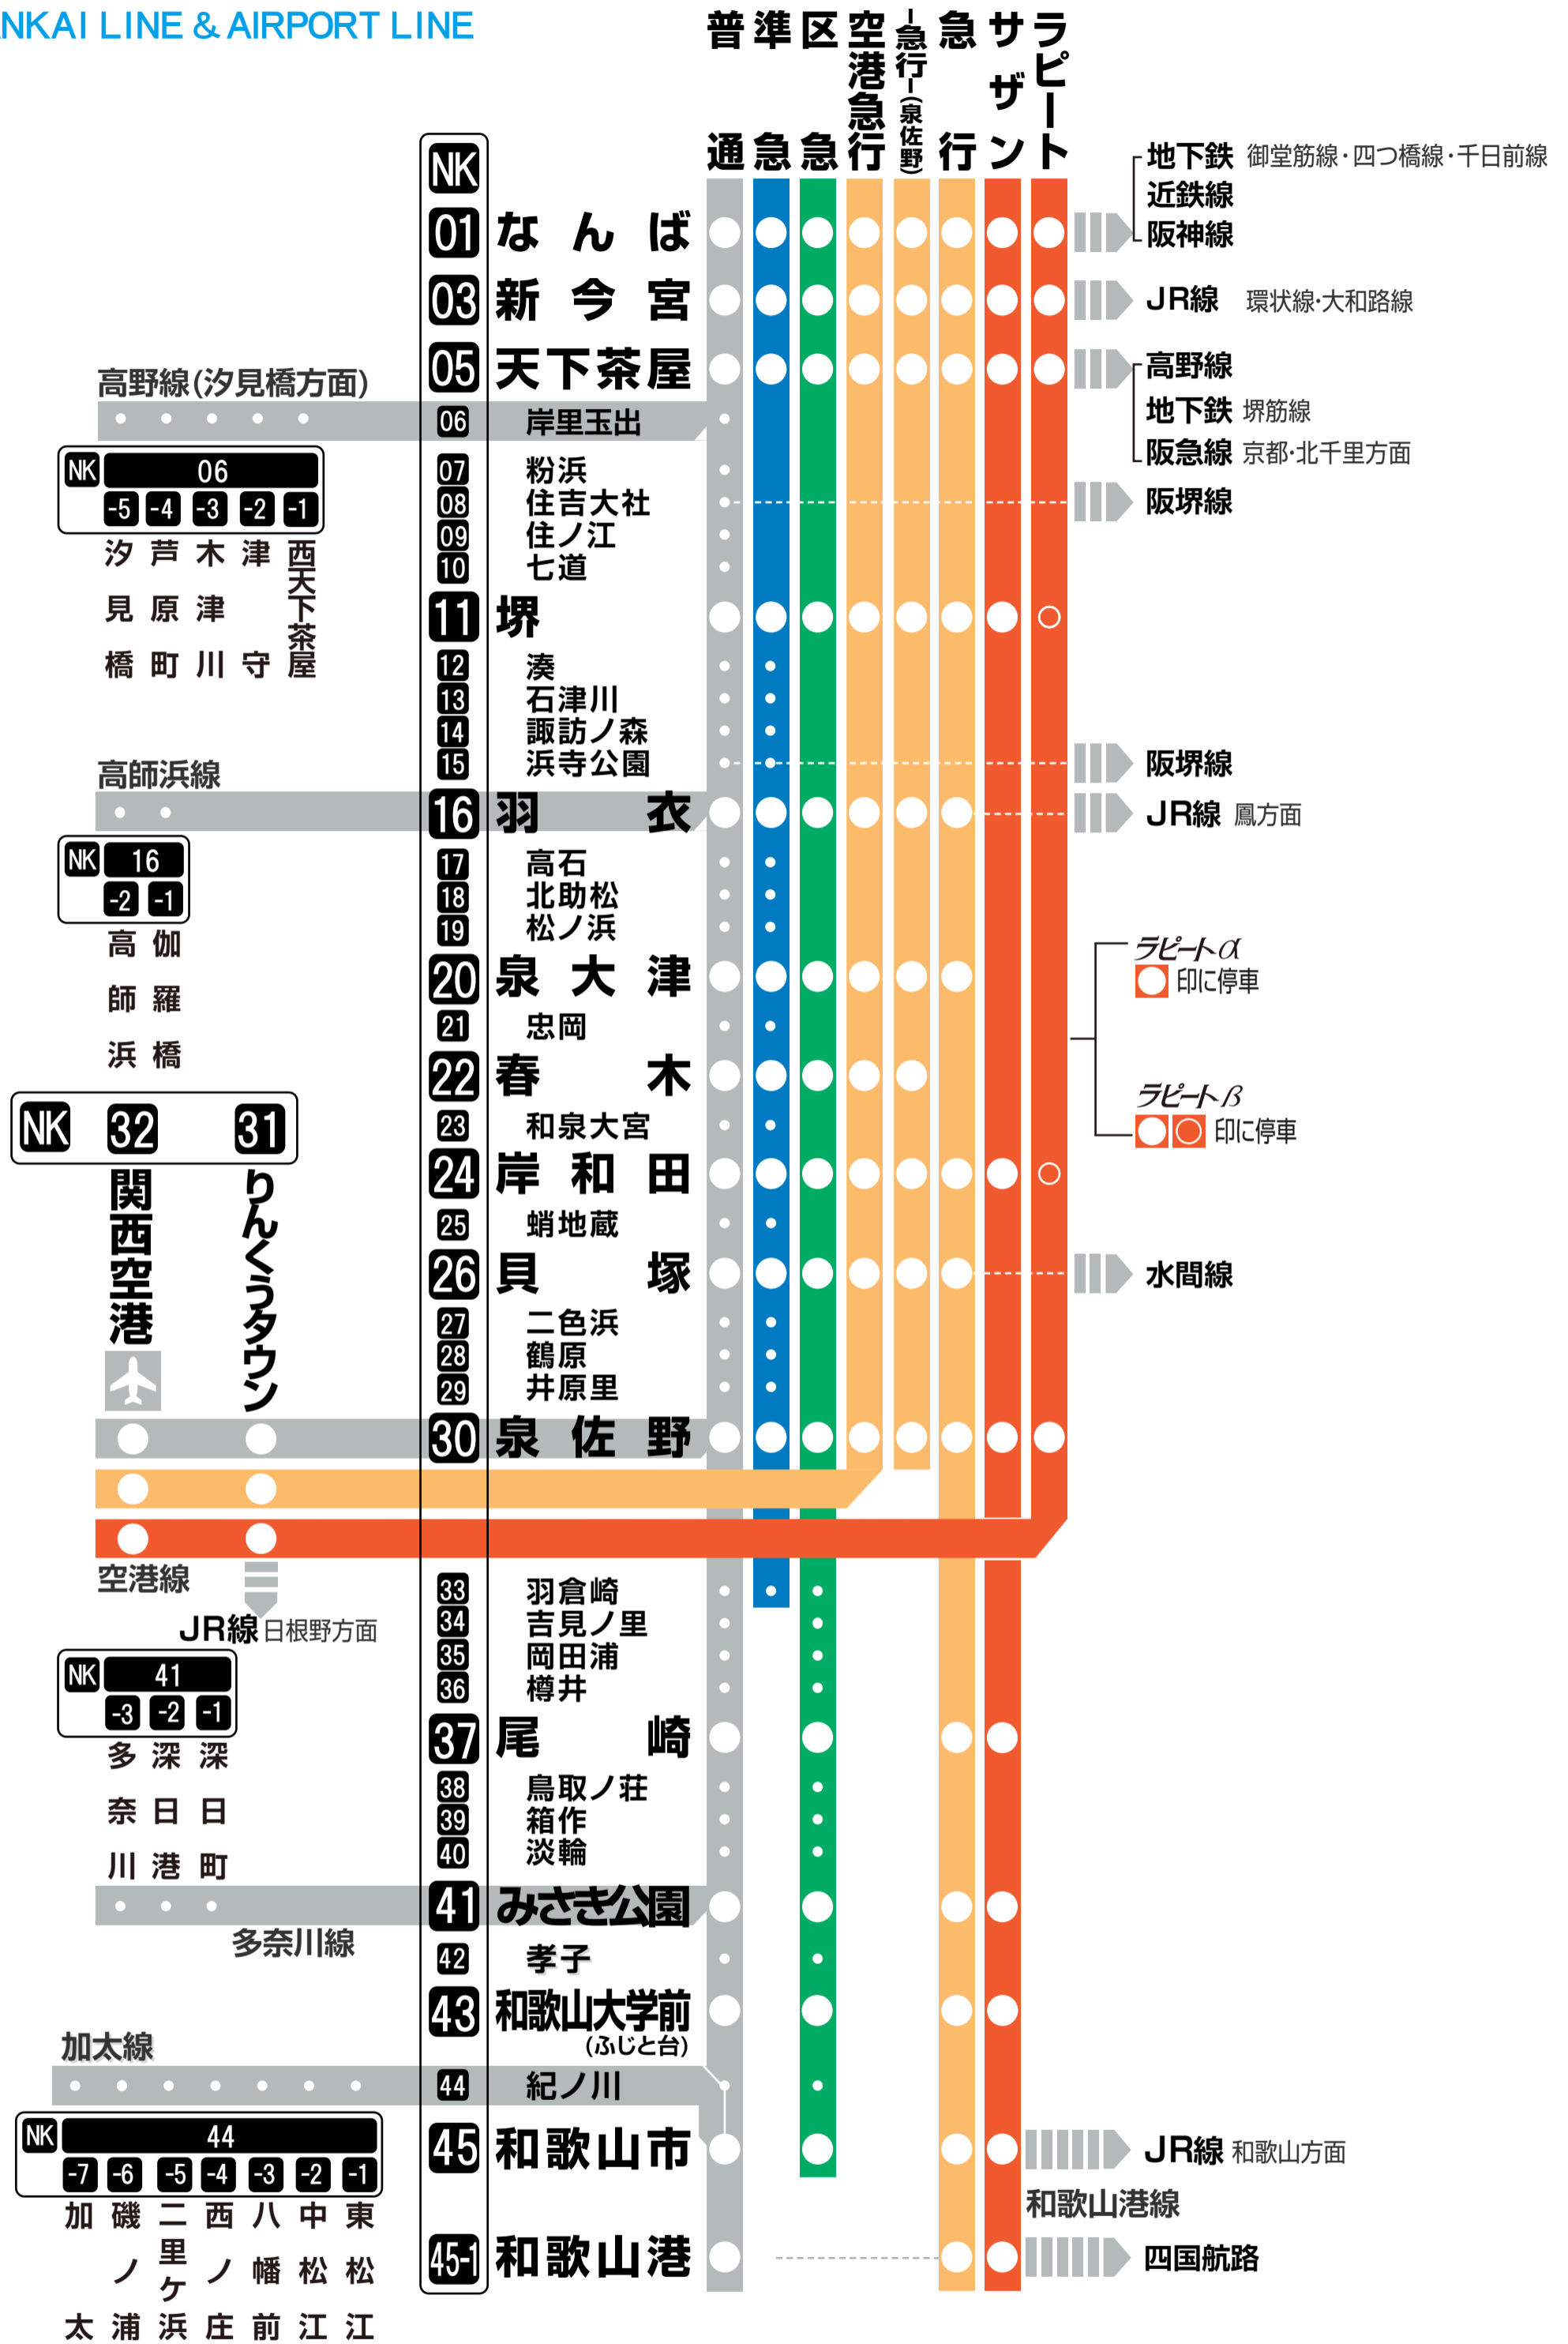 NKAI LINE & AIRPORT LINE
普通
準急
区急
空港急行
－急行－(泉佐野)
急行
サザン
ラピート
NK
01 なんば
地下鉄 御堂筋線・四つ橋線・千日前線
近鉄線
阪神線
03 新今宮
JR線 環状線・大和路線
05 天下茶屋
高野線
地下鉄 堺筋線
阪急線 京都・北千里方面
高野線(汐見橋方面)
06 岸里玉出
NK 06
-5 -4 -3 -2 -1
汐見橋
芦原町
木津川
津守
西天下茶屋
07 粉浜
08 住吉大社
阪堺線
09 住ノ江
10 七道
11 堺
12 湊
13 石津川
14 諏訪ノ森
15 浜寺公園
阪堺線
高師浜線
16 羽衣
JR線 鳳方面
NK 16
-2 -1
高師浜
伽羅橋
17 高石
18 北助松
19 松ノ浜
20 泉大津
ラピートα
印に停車
21 忠岡
22 春木
ラピートβ
印に停車
23 和泉大宮
24 岸和田
25 蛸地蔵
26 貝塚
水間線
27 二色浜
28 鶴原
29 井原里
30 泉佐野
NK 32 31
関西空港
りんくうタウン
空港線
JR線 日根野方面
33 羽倉崎
34 吉見ノ里
35 岡田浦
36 樽井
37 尾崎
38 鳥取ノ荘
39 箱作
40 淡輪
NK 41
-3 -2 -1
多奈川
深日港
深日町
41 みさき公園
多奈川線
42 孝子
43 和歌山大学前
(ふじと台)
加太線
44 紀ノ川
NK 44
-7 -6 -5 -4 -3 -2 -1
加太
磯ノ浦
二里ケ浜
西ノ庄
八幡前
中松江
東松江
45 和歌山市
JR線 和歌山方面
和歌山港線
45-1 和歌山港
四国航路